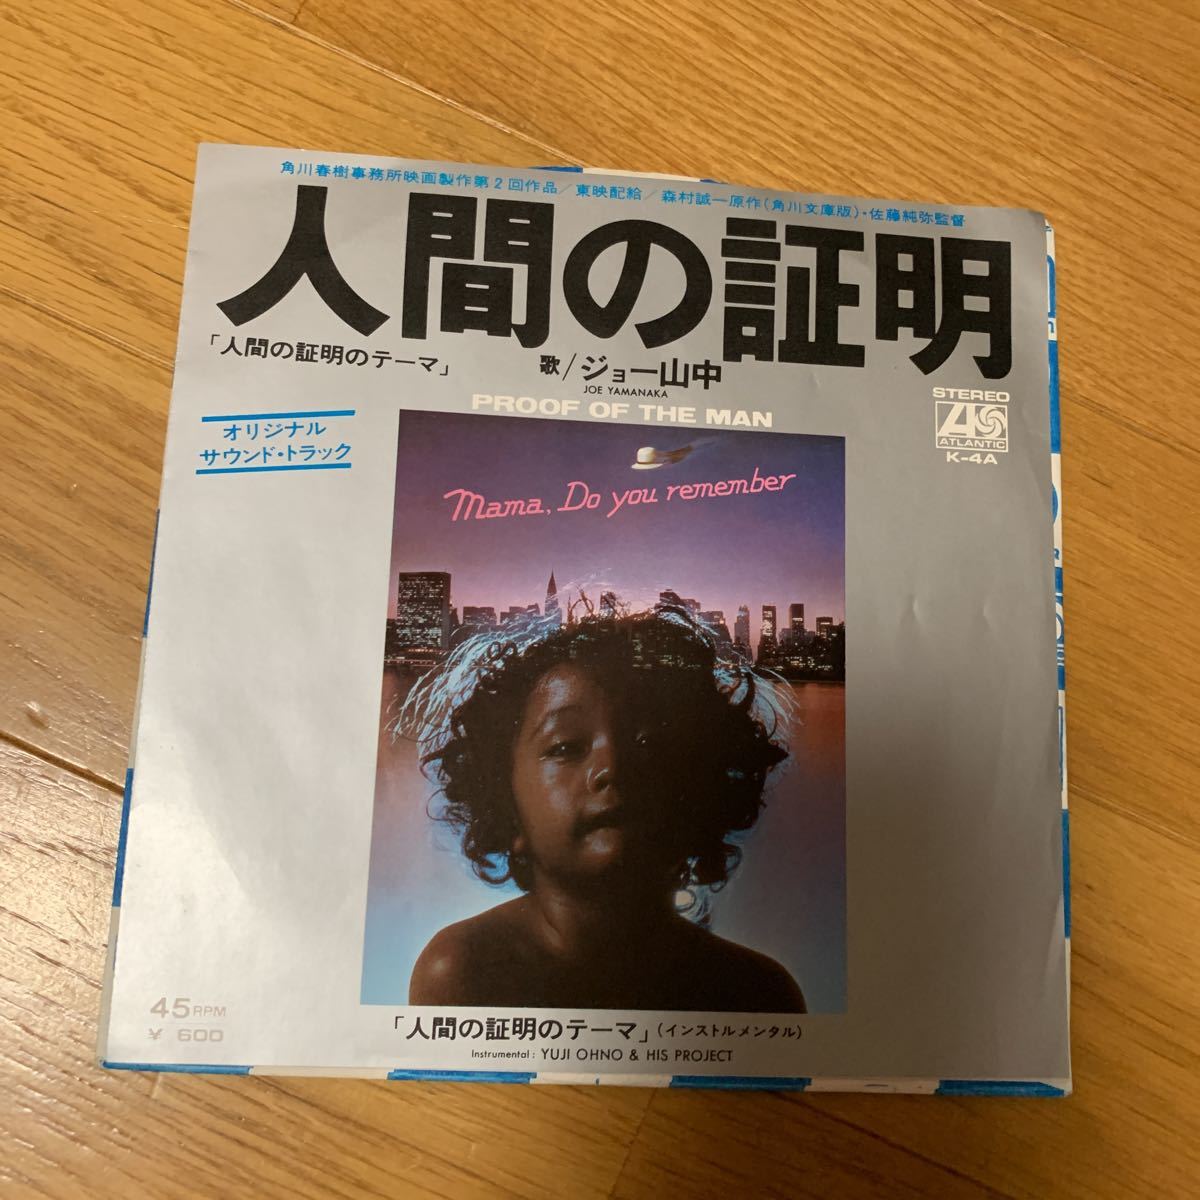 角川春樹事務所映画製作第2回作品／東映配給／森村誠一原作(角川文庫版)・佐藤純弥監督
人間の証明
「人間の証明のテーマ」 歌／ジョー山中
JOE YAMANAKA
PROOF OF THE MAN
STEREO
ATLANTIC
K-4A
オリジナル
サウンド・トラック
Mama, Do you remember
45RPM
¥ 600
「人間の証明のテーマ」(インストルメンタル)
Instrumental: YUJI OHNO & HIS PROJECT